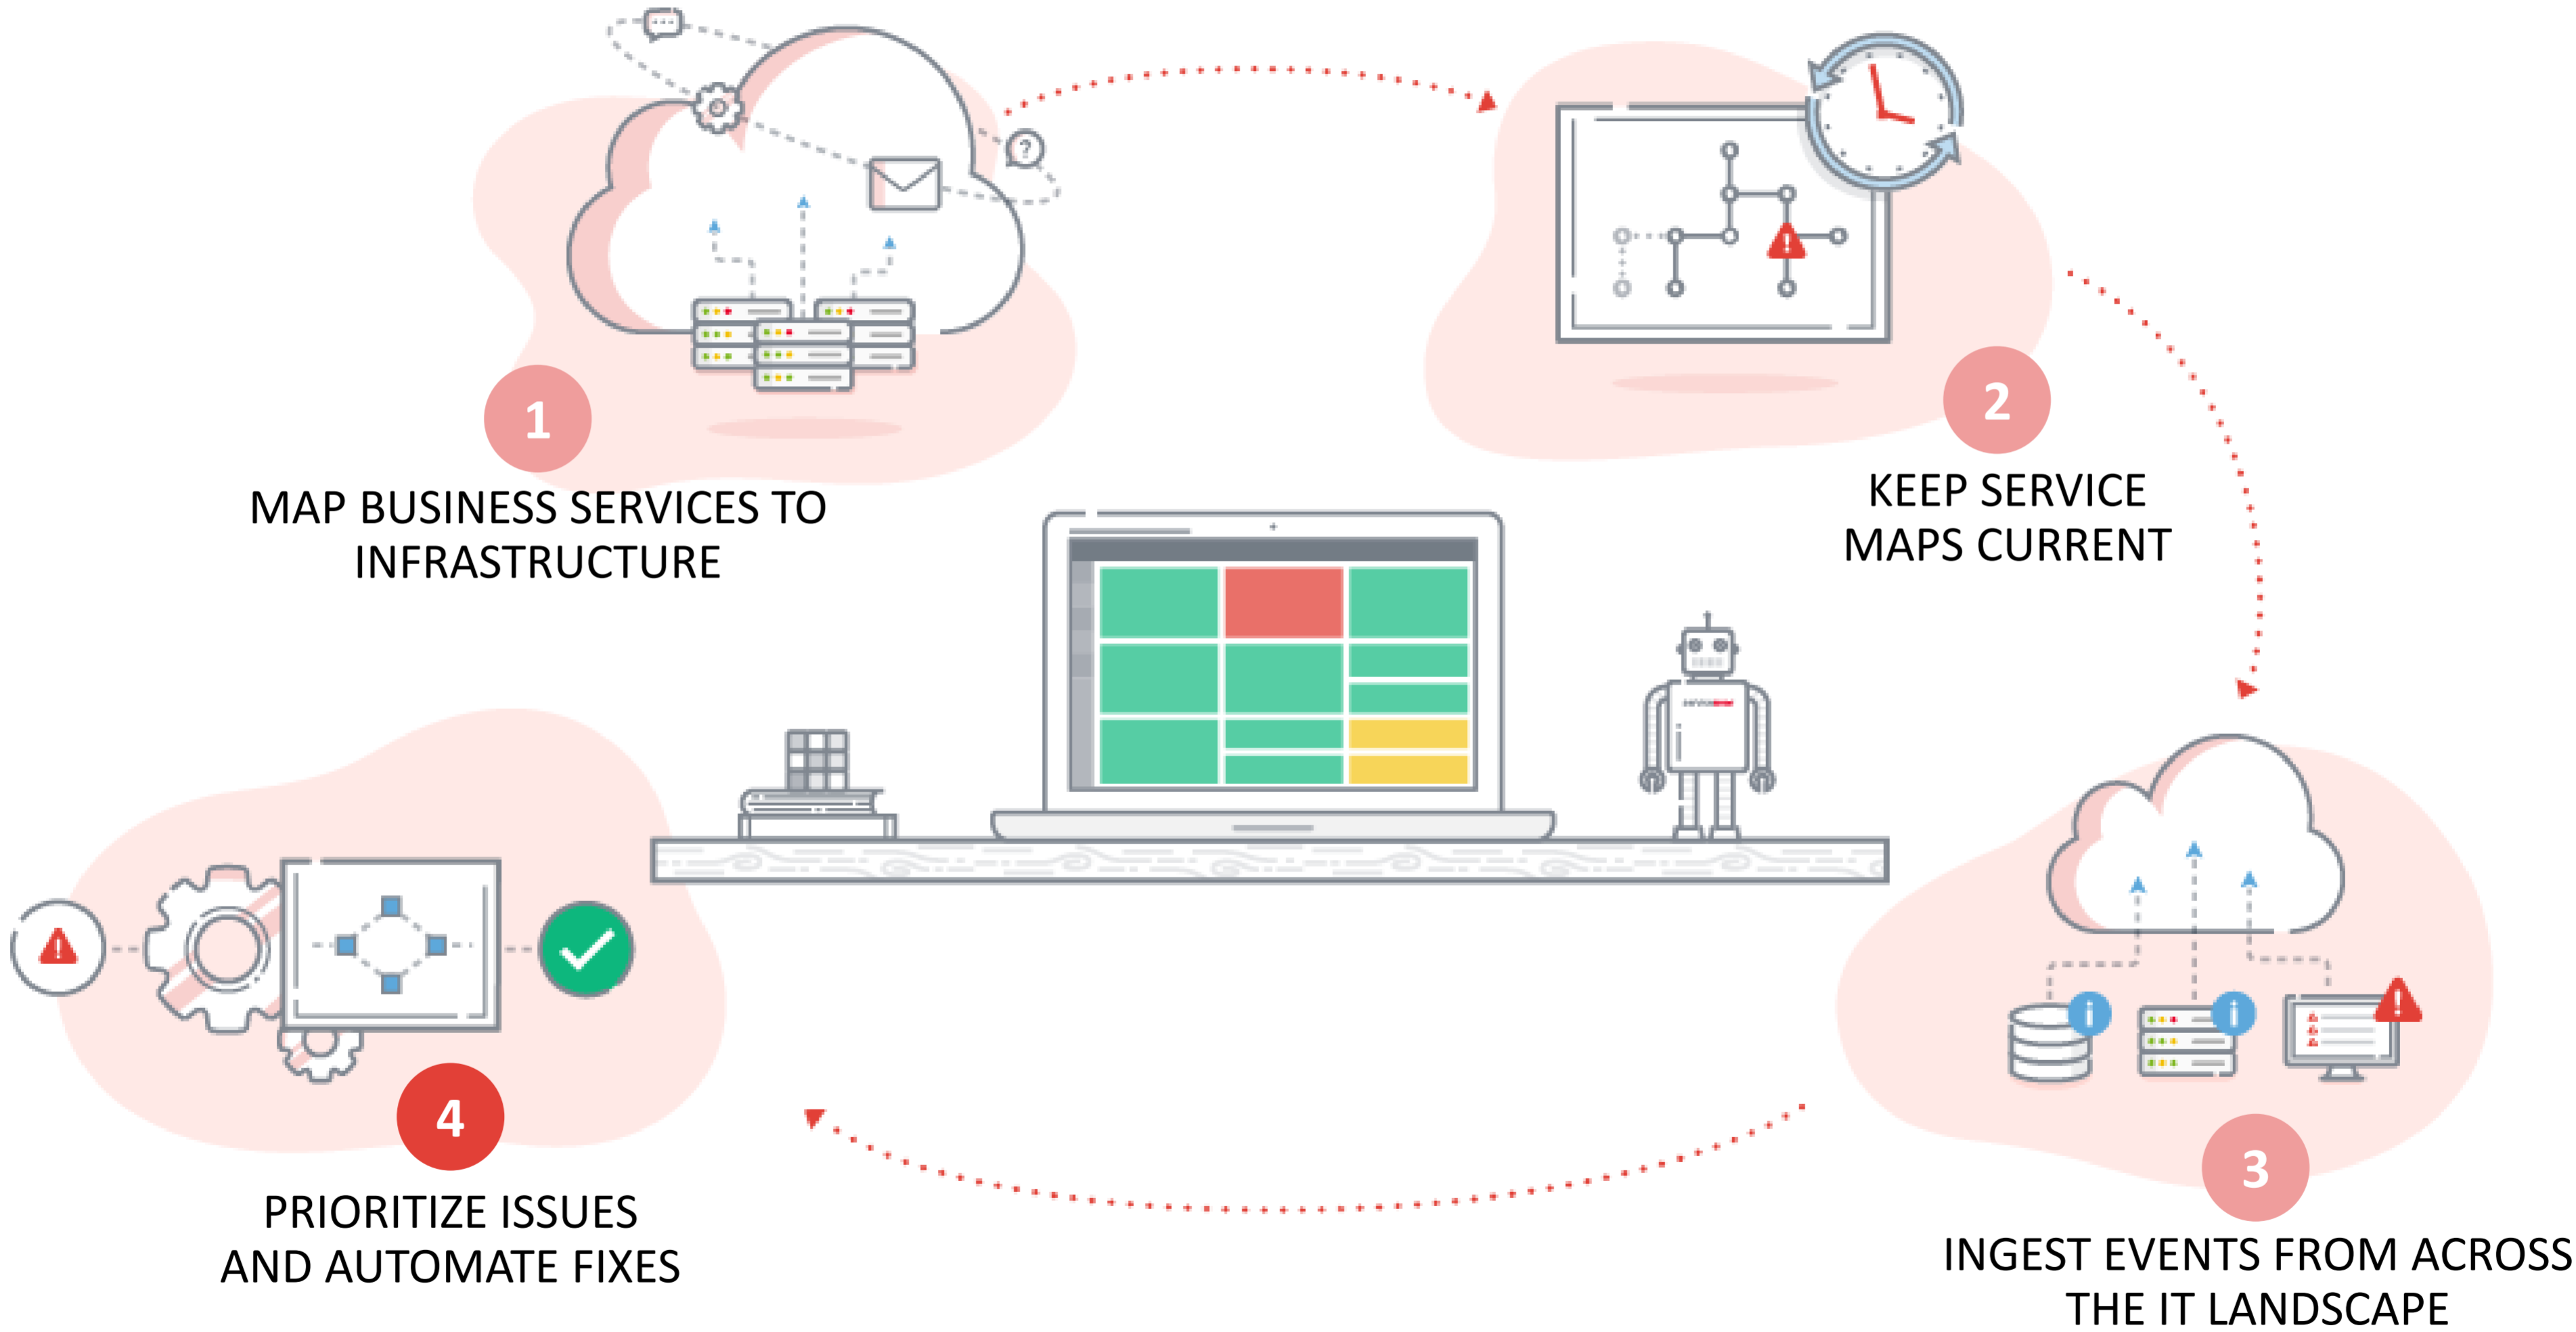 1
MAP BUSINESS SERVICES TO
INFRASTRUCTURE
2
KEEP SERVICE
MAPS CURRENT
3
INGEST EVENTS FROM ACROSS
THE IT LANDSCAPE
4
PRIORITIZE ISSUES
AND AUTOMATE FIXES